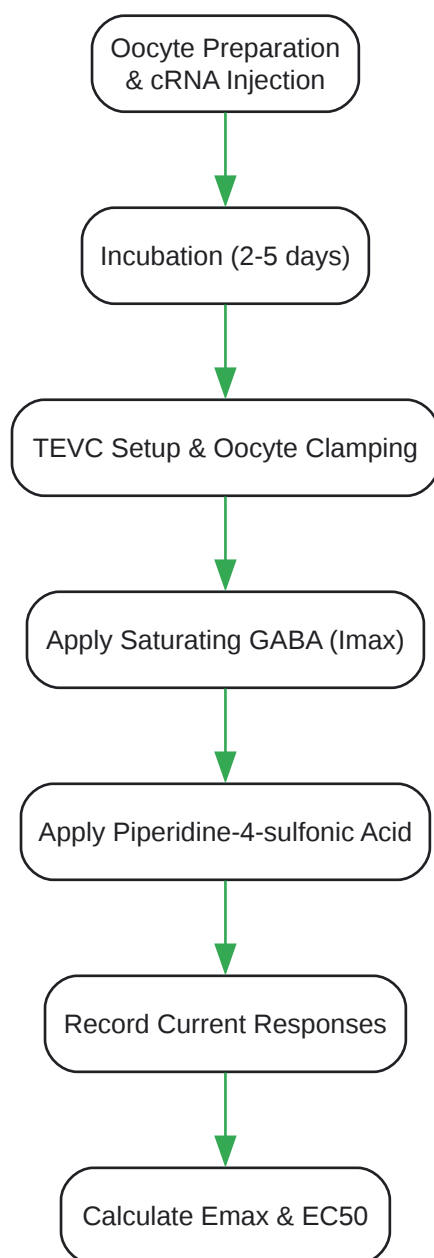 Oocyte Preparation
& cRNA Injection
Incubation (2-5 days)
TEVC Setup & Oocyte Clamping
Apply Saturating GABA (Imax)
Apply Piperidine-4-sulfonic Acid
Record Current Responses
Calculate Emax & EC50